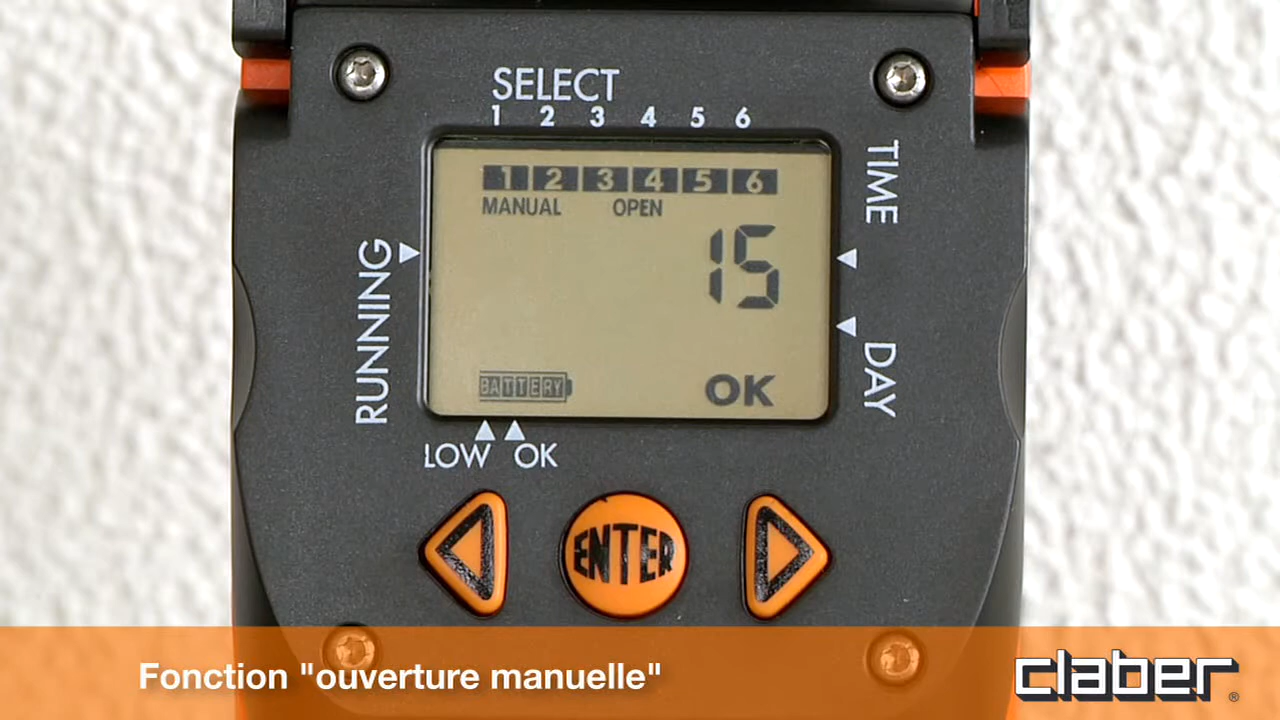 SELECT
1 2 3 4 5 6
1 2 3 4 5 6
MANUAL OPEN
TIME
15
RUNNING
DAY
BATTERY
OK
LOW OK
ENTER
Fonction "ouverture manuelle"
claber®